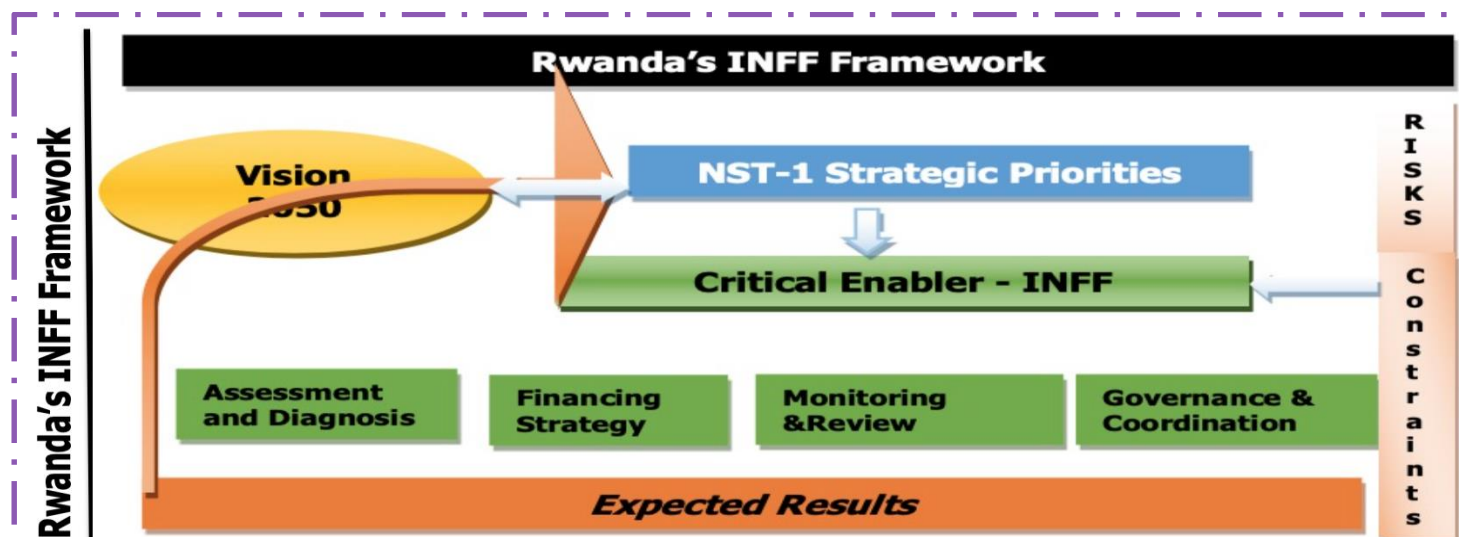 Rwanda's INFF Framework
Rwanda's INFF Framework
Vision
2050
NST-1 Strategic Priorities
Critical Enabler - INFF
RISKS
Constraints
Assessment
and Diagnosis
Financing
Strategy
Monitoring
&Review
Governance &
Coordination
Expected Results